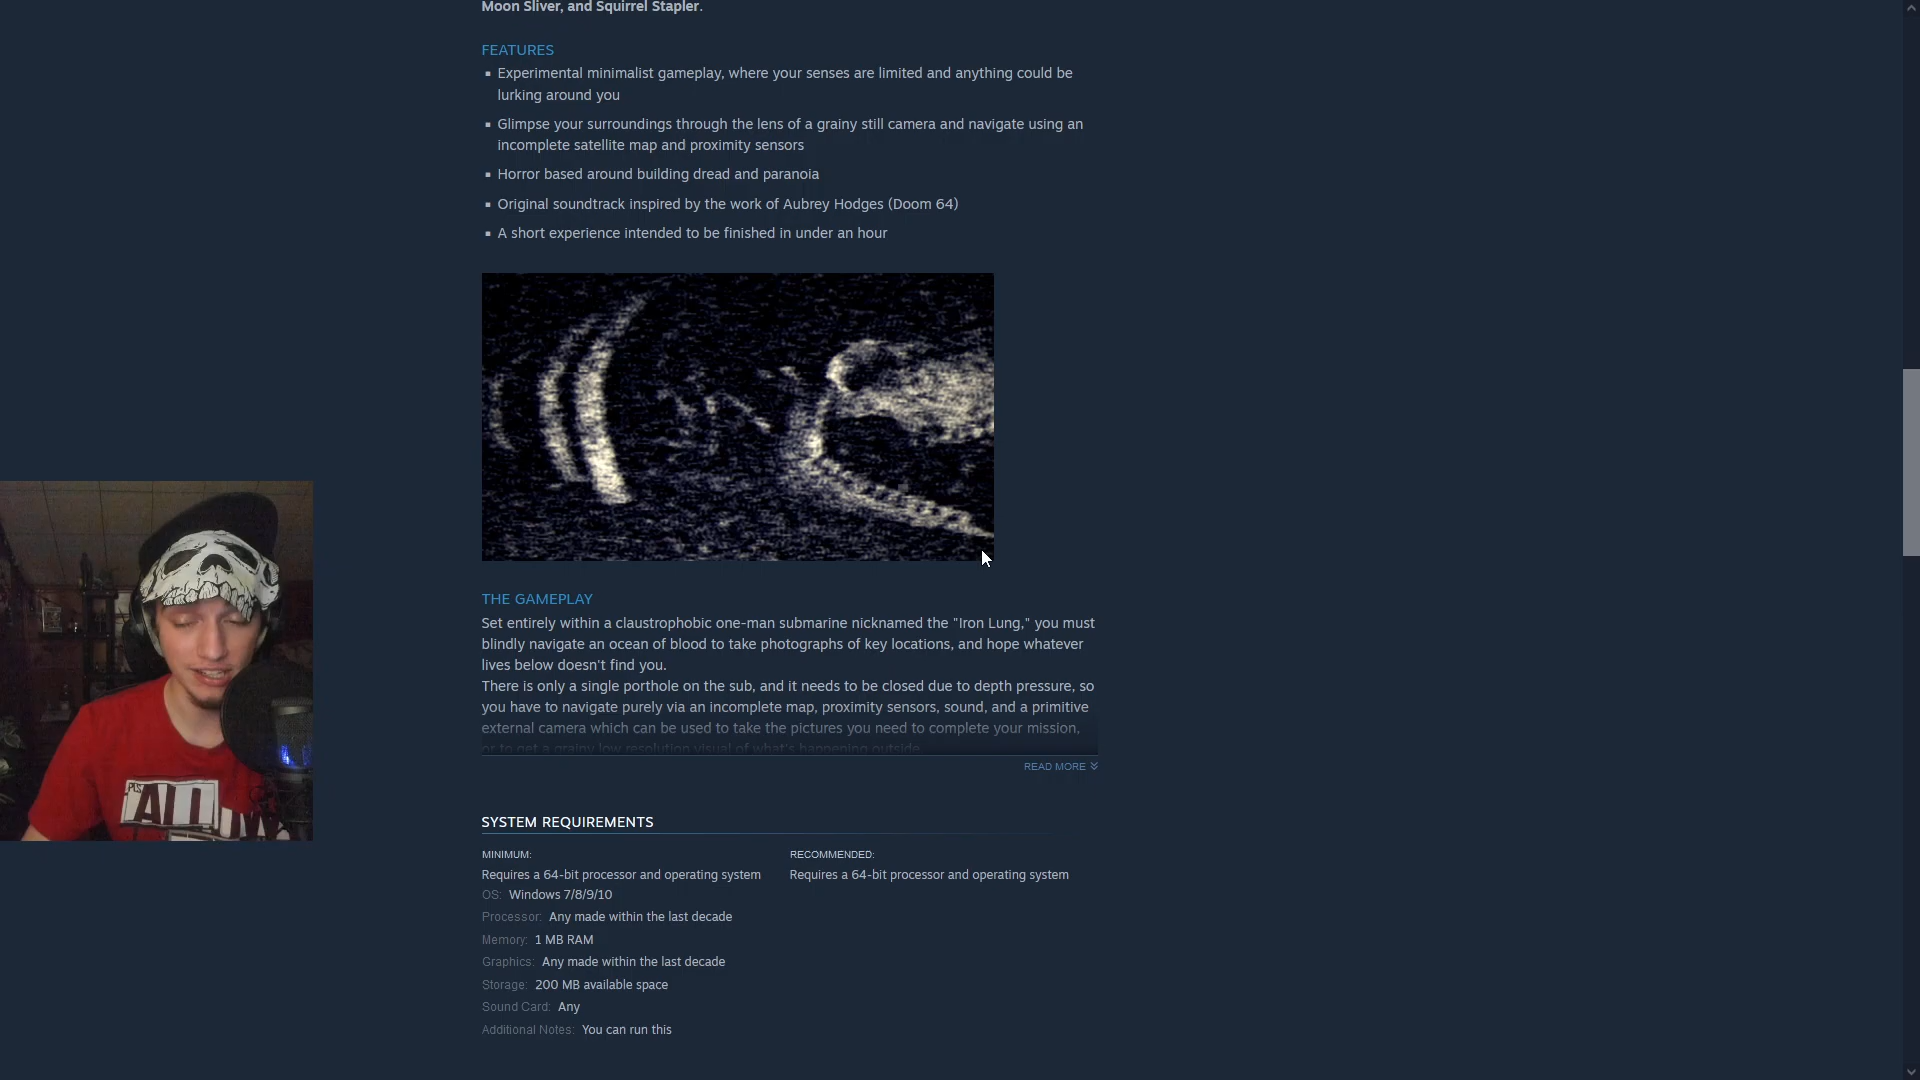 Moon Sliver, and Squirrel Stapler.
FEATURES
▪ Experimental minimalist gameplay, where your senses are limited and anything could be
lurking around you
▪ Glimpse your surroundings through the lens of a grainy still camera and navigate using an
incomplete satellite map and proximity sensors
▪ Horror based around building dread and paranoia
▪ Original soundtrack inspired by the work of Aubrey Hodges (Doom 64)
▪ A short experience intended to be finished in under an hour
THE GAMEPLAY
Set entirely within a claustrophobic one-man submarine nicknamed the "Iron Lung," you must
blindly navigate an ocean of blood to take photographs of key locations, and hope whatever
lives below doesn't find you.
There is only a single porthole on the sub, and it needs to be closed due to depth pressure, so
you have to navigate purely via an incomplete map, proximity sensors, sound, and a primitive
external camera which can be used to take the pictures you need to complete your mission,
or to get a grainy low resolution visual of what's happening outside.
READ MORE
SYSTEM REQUIREMENTS
MINIMUM:
Requires a 64-bit processor and operating system
OS: Windows 7/8/9/10
Processor: Any made within the last decade
Memory: 1 MB RAM
Graphics: Any made within the last decade
Storage: 200 MB available space
Sound Card: Any
Additional Notes: You can run this
RECOMMENDED:
Requires a 64-bit processor and operating system